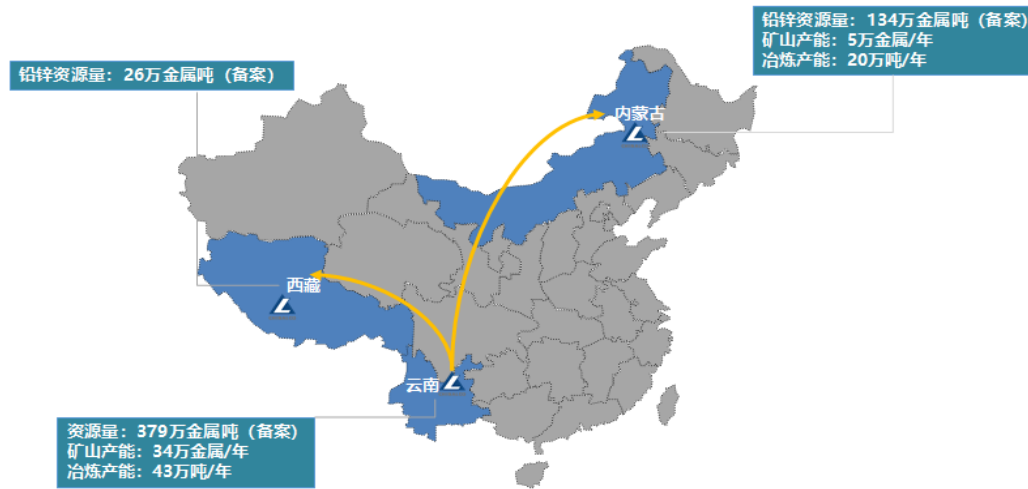 铅锌资源量：134万金属吨（备案）
矿山产能：5万金属/年
冶炼产能：20万吨/年
铅锌资源量：26万金属吨（备案）
内蒙古
西藏
云南
资源量：379万金属吨（备案）
矿山产能：34万金属/年
冶炼产能：43万吨/年